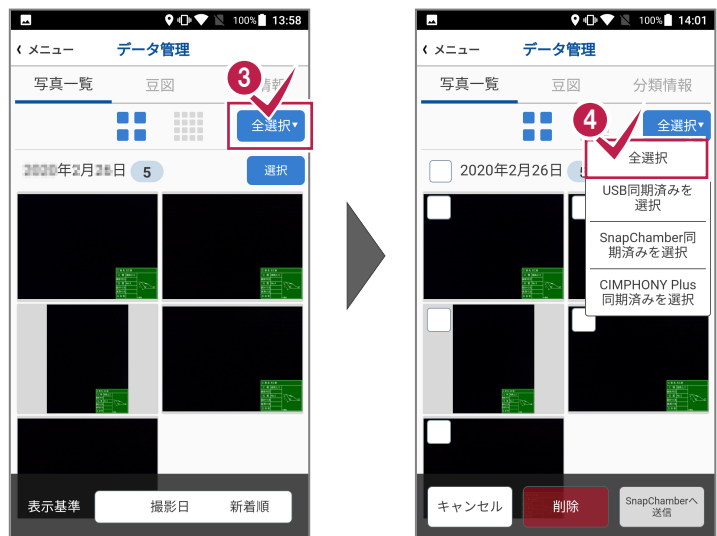 100% 13:58
メニュー データ管理
写真一覧 豆図
3
全選択▼
年2月 日 5
選択
表示基準 撮影日 新着順
100% 14:01
メニュー データ管理
写真一覧 豆図 分類情報
4
全選択▼
全選択
2020年2月26日
USB同期済みを
選択
SnapChamber同
期済みを選択
CIMPHONY Plus
同期済みを選択
キャンセル 削除 SnapChamberへ
送信